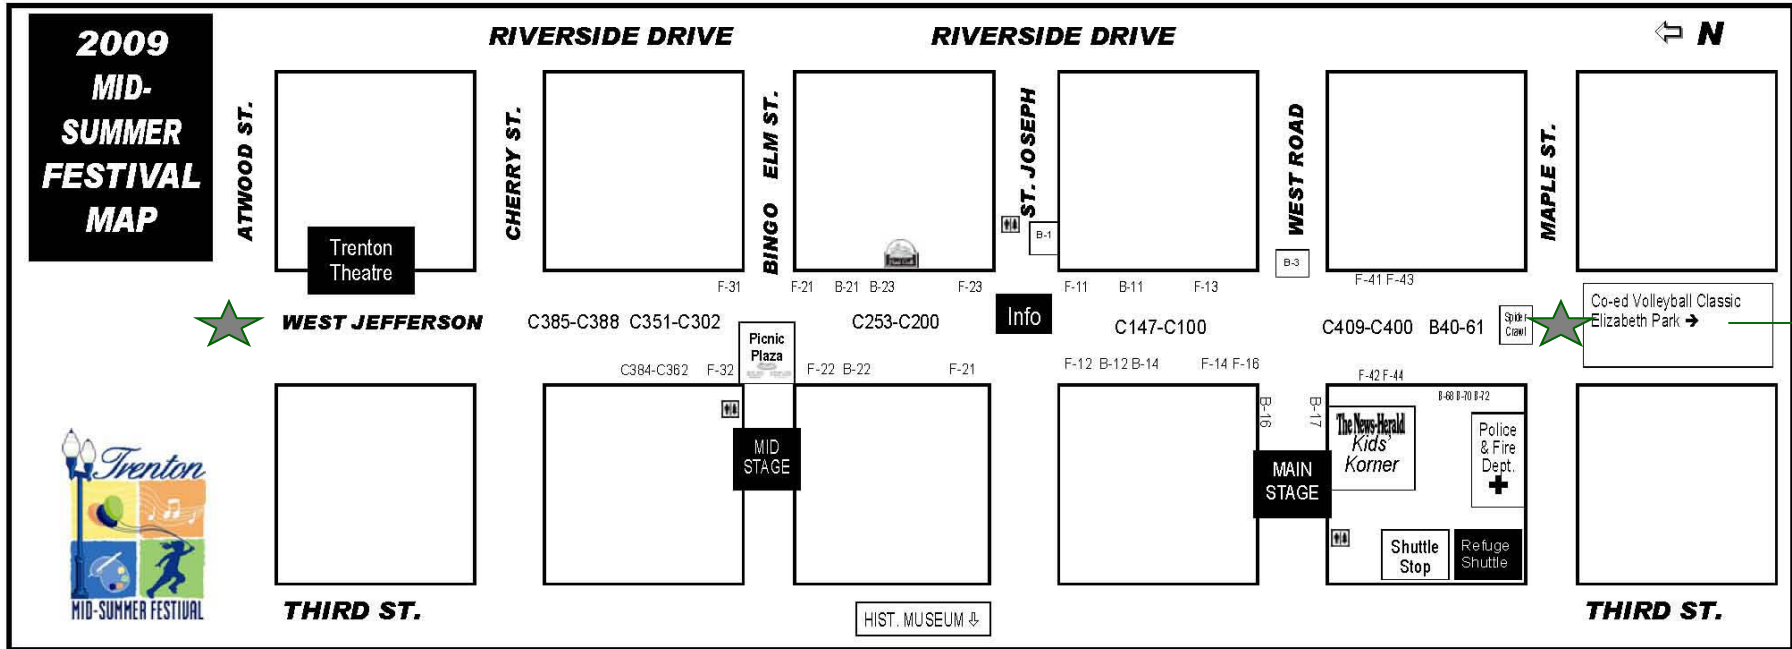 2009
MID-
SUMMER
FESTIVAL
MAP
RIVERSIDE DRIVE
RIVERSIDE DRIVE
N
ATWOOD ST.
CHERRY ST.
BINGO ELM ST.
ST. JOSEPH
WEST ROAD
MAPLE ST.
Trenton
Theatre
B-1
B-3
F-31
F-21 B-21 B-23 F-23
F-11 B-11 F-13
F-41 F-43
WEST JEFFERSON
C385-C388 C351-C302
C253-C200
Info
C147-C100
C409-C400 B40-61
Spider
Crawl
Co-ed Volleyball Classic
Elizabeth Park ➔
Picnic
Plaza
C384-C362 F-32
F-22 B-22 F-21
F-12 B-12 B-14 F-14 F-16
F-42 F-44
B-68 B-70 B-72
B-16
B-17
MID
STAGE
MAIN
STAGE
The News-Herald
Kids'
Korner
Police
& Fire
Dept.
Shuttle
Stop
Refuge
Shuttle
Trenton
MID-SUMMER FESTIVAL
THIRD ST.
HIST. MUSEUM ⇩
THIRD ST.